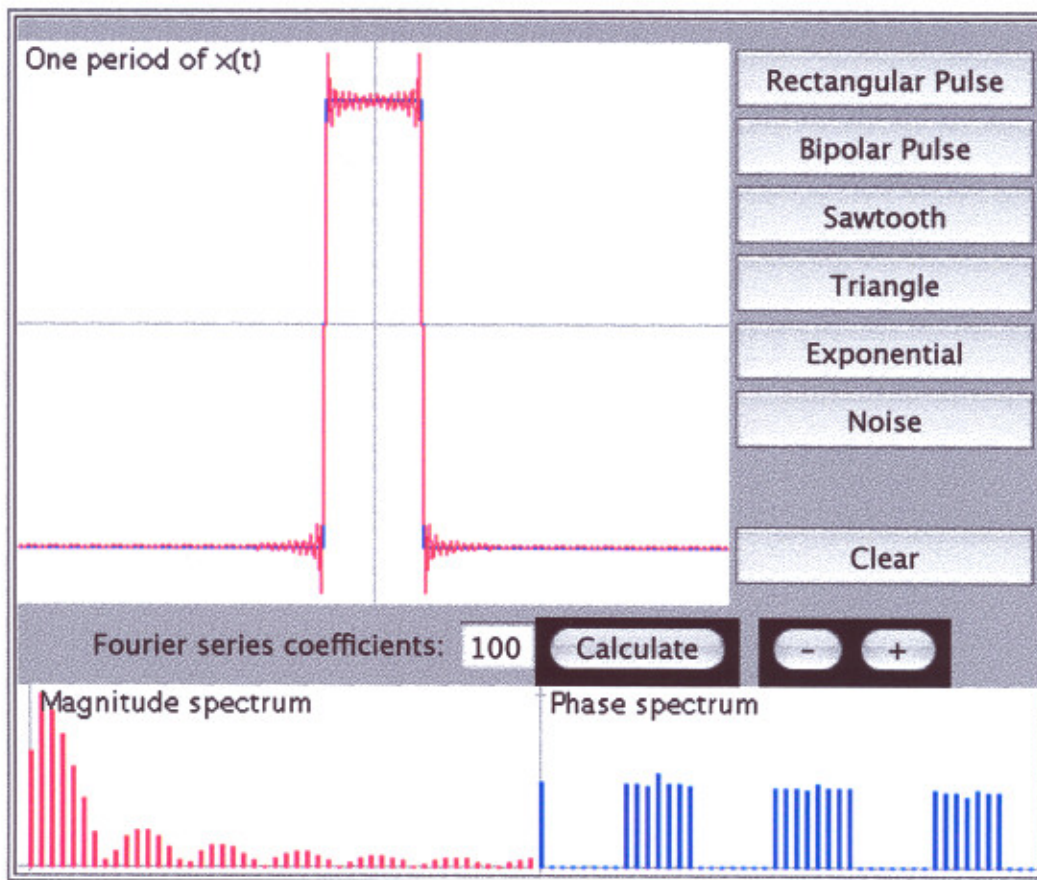 One period of x(t)
Rectangular Pulse
Bipolar Pulse
Sawtooth
Triangle
Exponential
Noise
Clear
Fourier series coefficients: 100 Calculate - +
Magnitude spectrum
Phase spectrum